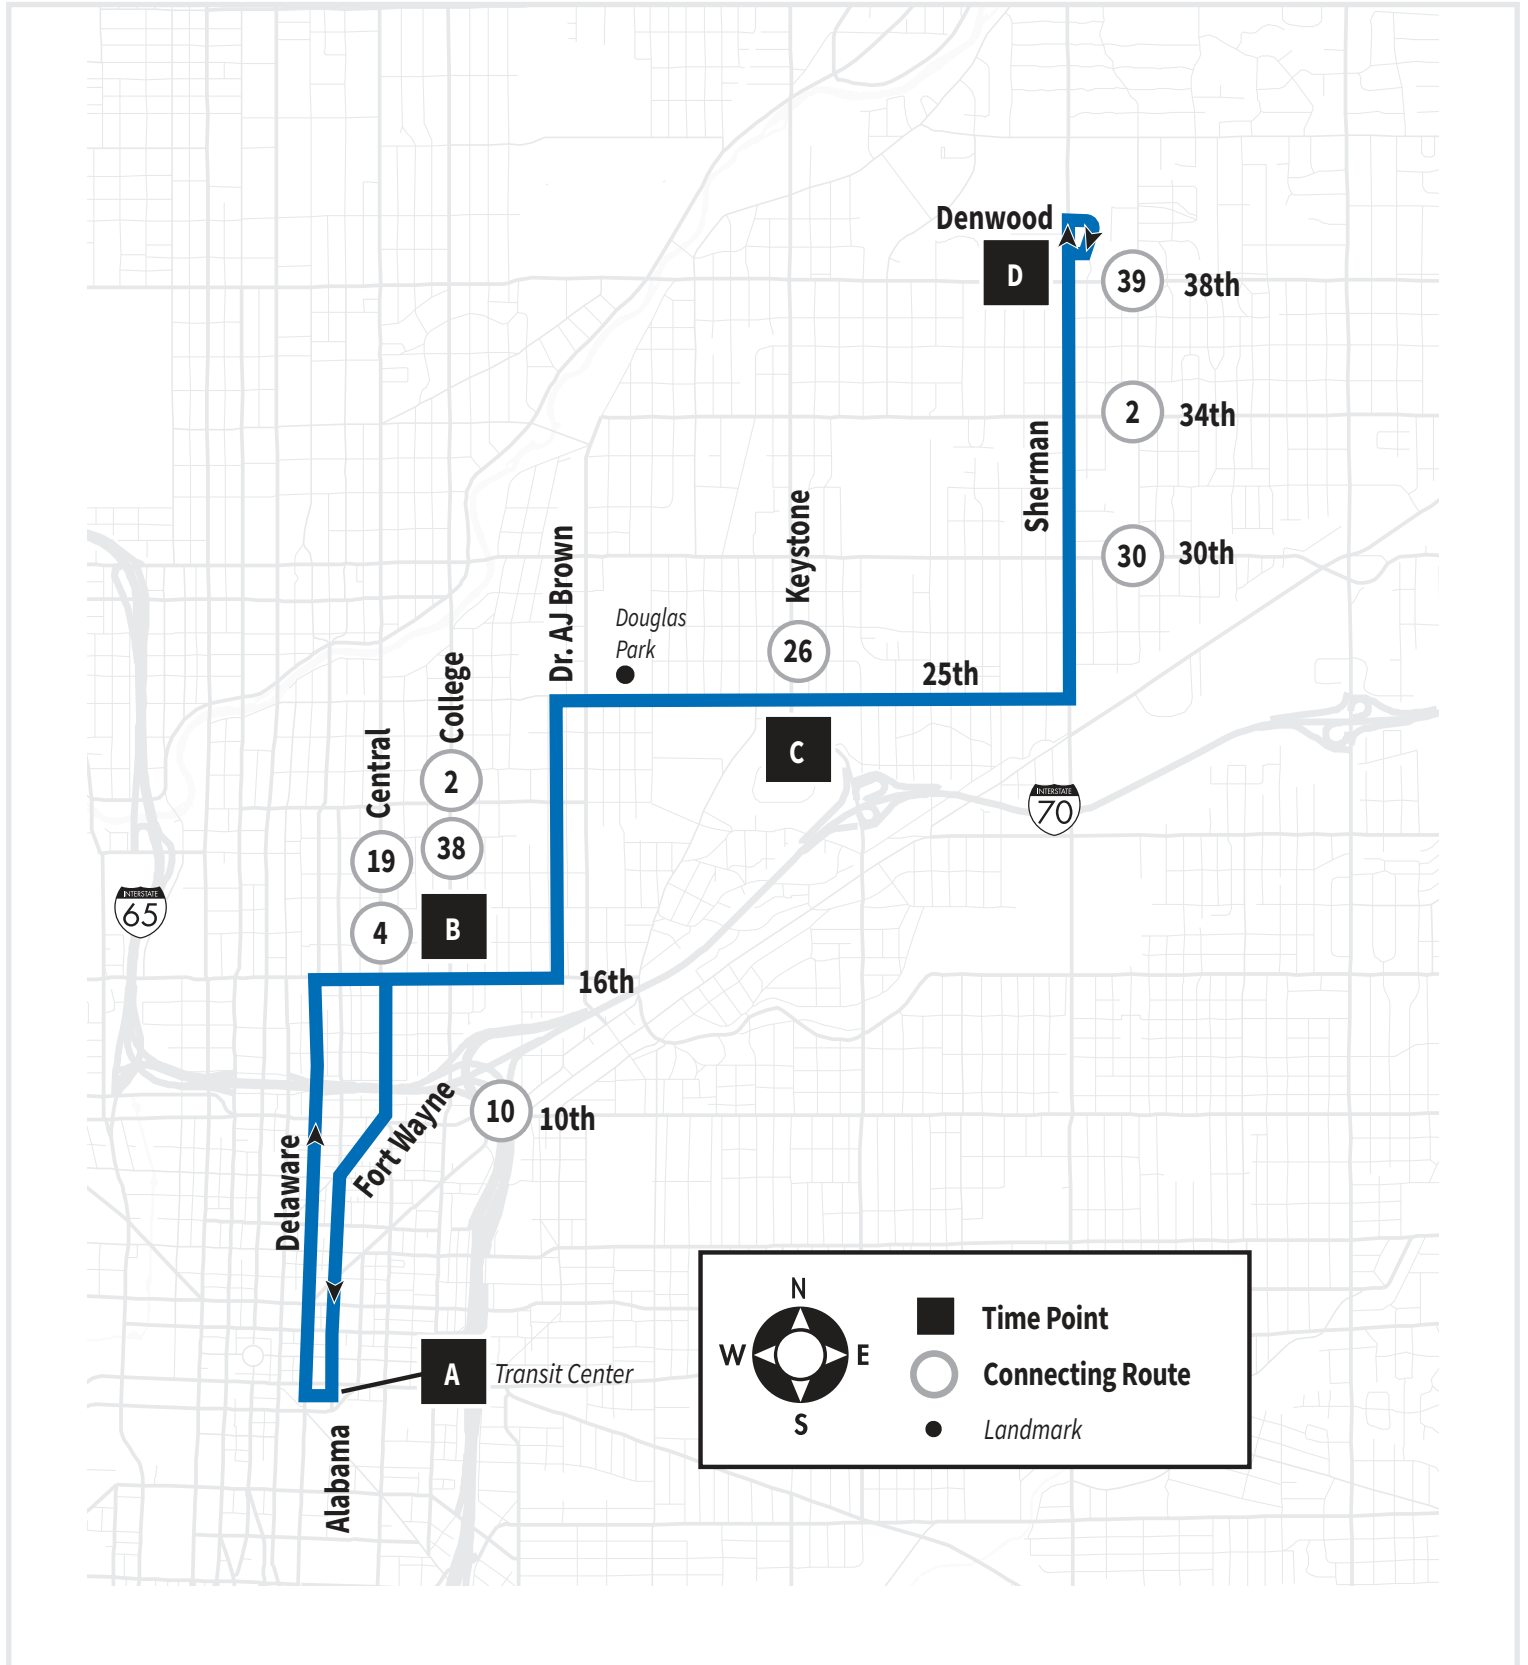 Denwood
D
39
38th
2
34th
Sherman
30
30th
Keystone
Dr. AJ Brown
Douglas
Park
26
25th
College
Central
2
C
INTERSTATE
70
38
19
INTERSTATE
65
B
4
16th
Fort Wayne
10
10th
Delaware
A
Transit Center
Alabama
N
W
E
S
Time Point
Connecting Route
Landmark